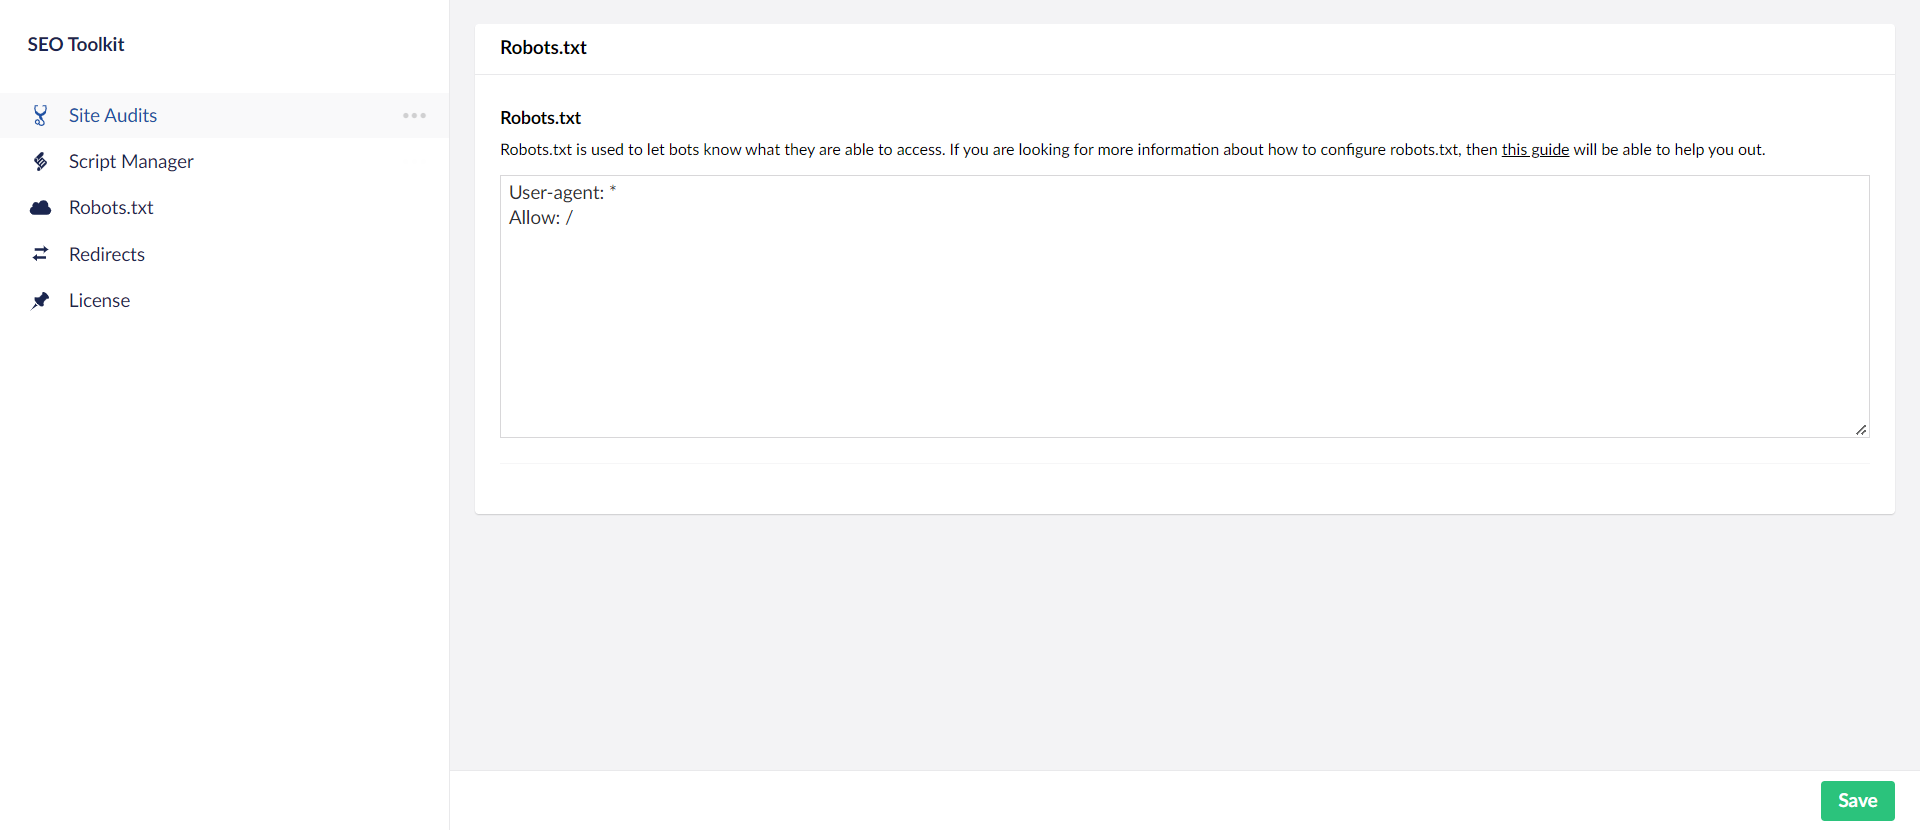 SEO Toolkit
Site Audits
Script Manager
Robots.txt
Redirects
License
Robots.txt
Robots.txt
Robots.txt is used to let bots know what they are able to access. If you are looking for more information about how to configure robots.txt, then this guide will be able to help you out.
User-agent: *
Allow: /
Save